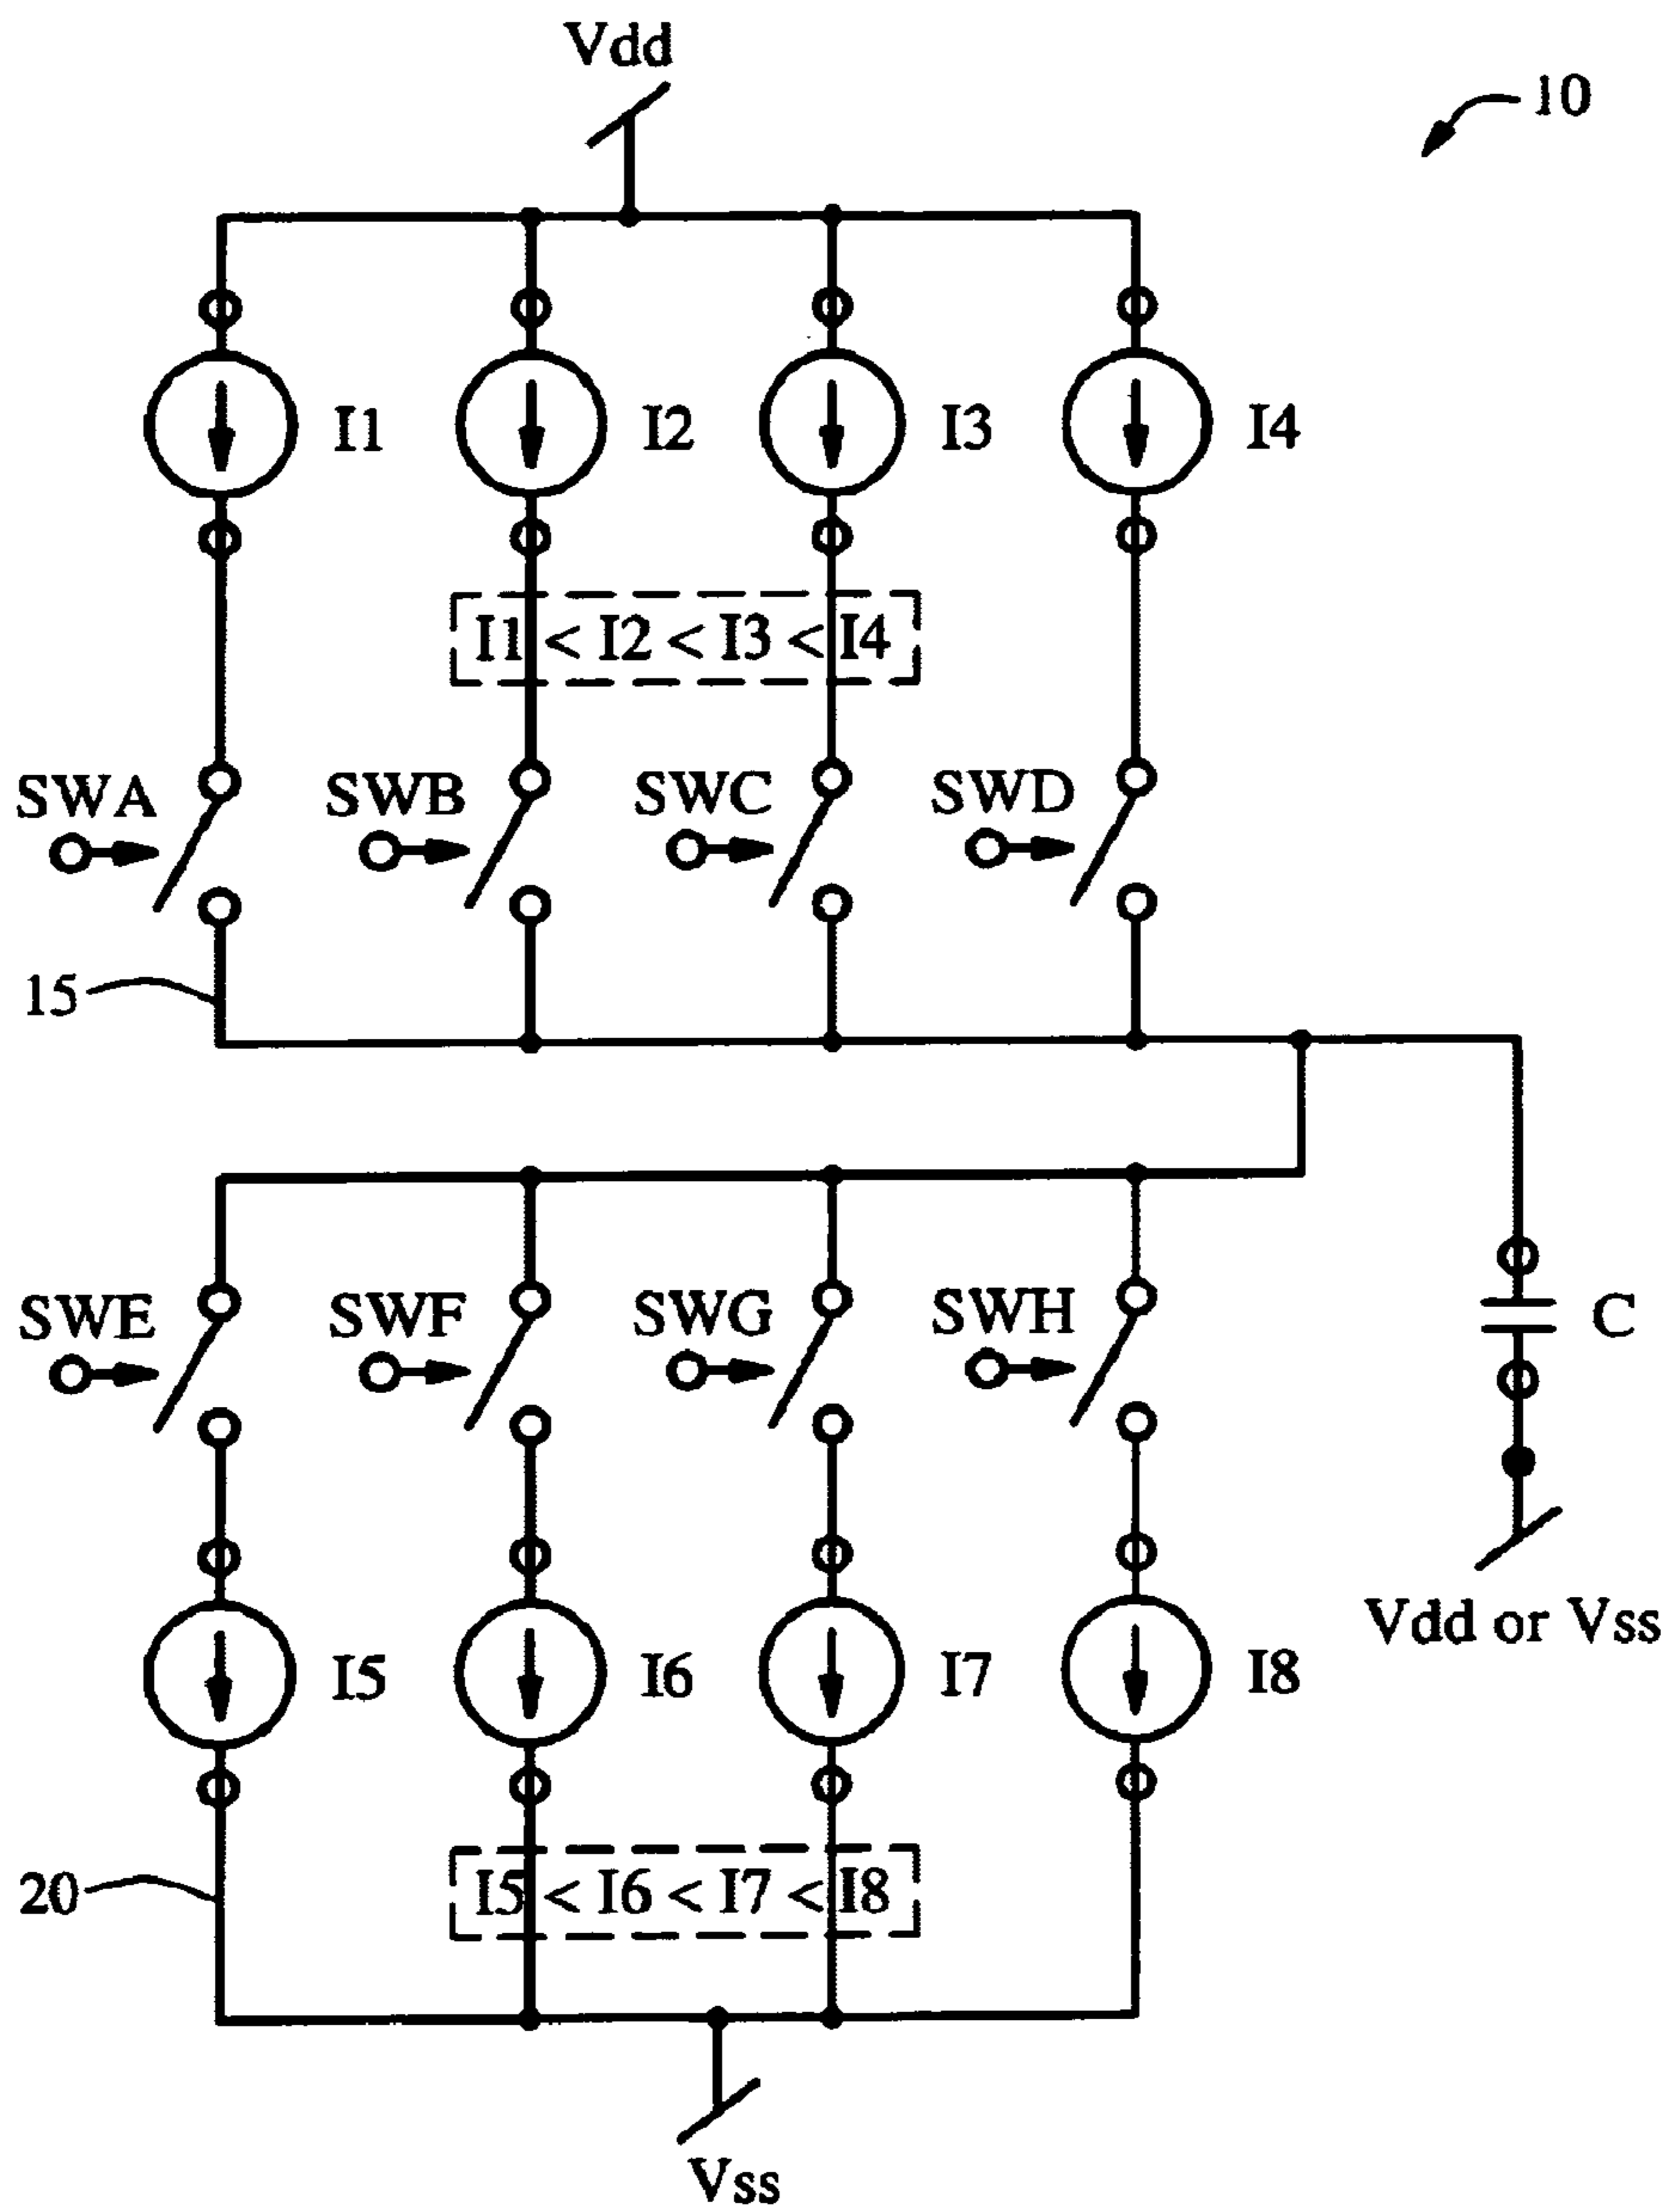 Vdd
10
I1
I2
I3
I4
I1 < I2 < I3 < I4
SWA
SWB
SWC
SWD
15
SWE
SWF
SWG
SWH
C
Vdd or Vss
I5
I6
I7
I8
20
I5 < I6 < I7 < I8
Vss